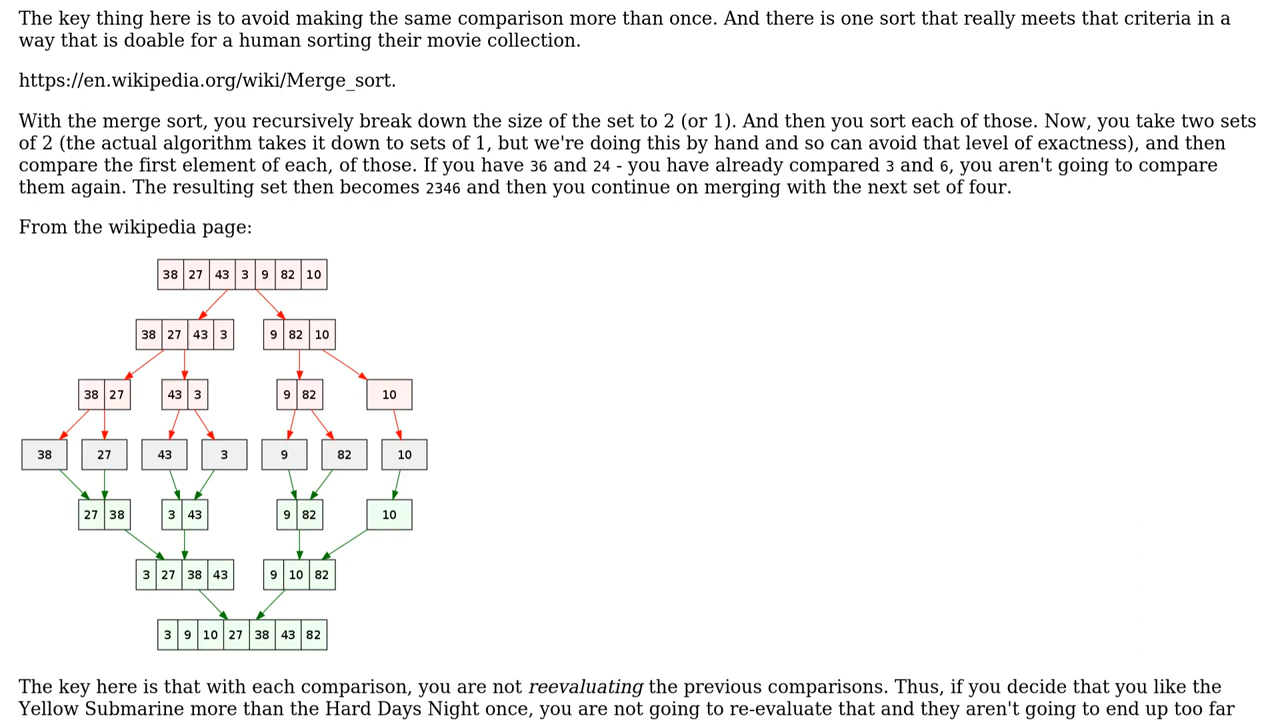 The key thing here is to avoid making the same comparison more than once. And there is one sort that really meets that criteria in a
way that is doable for a human sorting their movie collection.
https://en.wikipedia.org/wiki/Merge_sort.
With the merge sort, you recursively break down the size of the set to 2 (or 1). And then you sort each of those. Now, you take two sets
of 2 (the actual algorithm takes it down to sets of 1, but we're doing this by hand and so can avoid that level of exactness), and then
compare the first element of each, of those. If you have 36 and 24 - you have already compared 3 and 6, you aren't going to compare
them again. The resulting set then becomes 2346 and then you continue on merging with the next set of four.
From the wikipedia page:
38 27 43 3 9 82 10
38 27 43 3 9 82 10
38 27 43 3 9 82 10
38 27 43 3 9 82 10
27 38 3 43 9 82 10
3 27 38 43 9 10 82
3 9 10 27 38 43 82
The key here is that with each comparison, you are not reevaluating the previous comparisons. Thus, if you decide that you like the
Yellow Submarine more than the Hard Days Night once, you are not going to re-evaluate that and they aren't going to end up too far